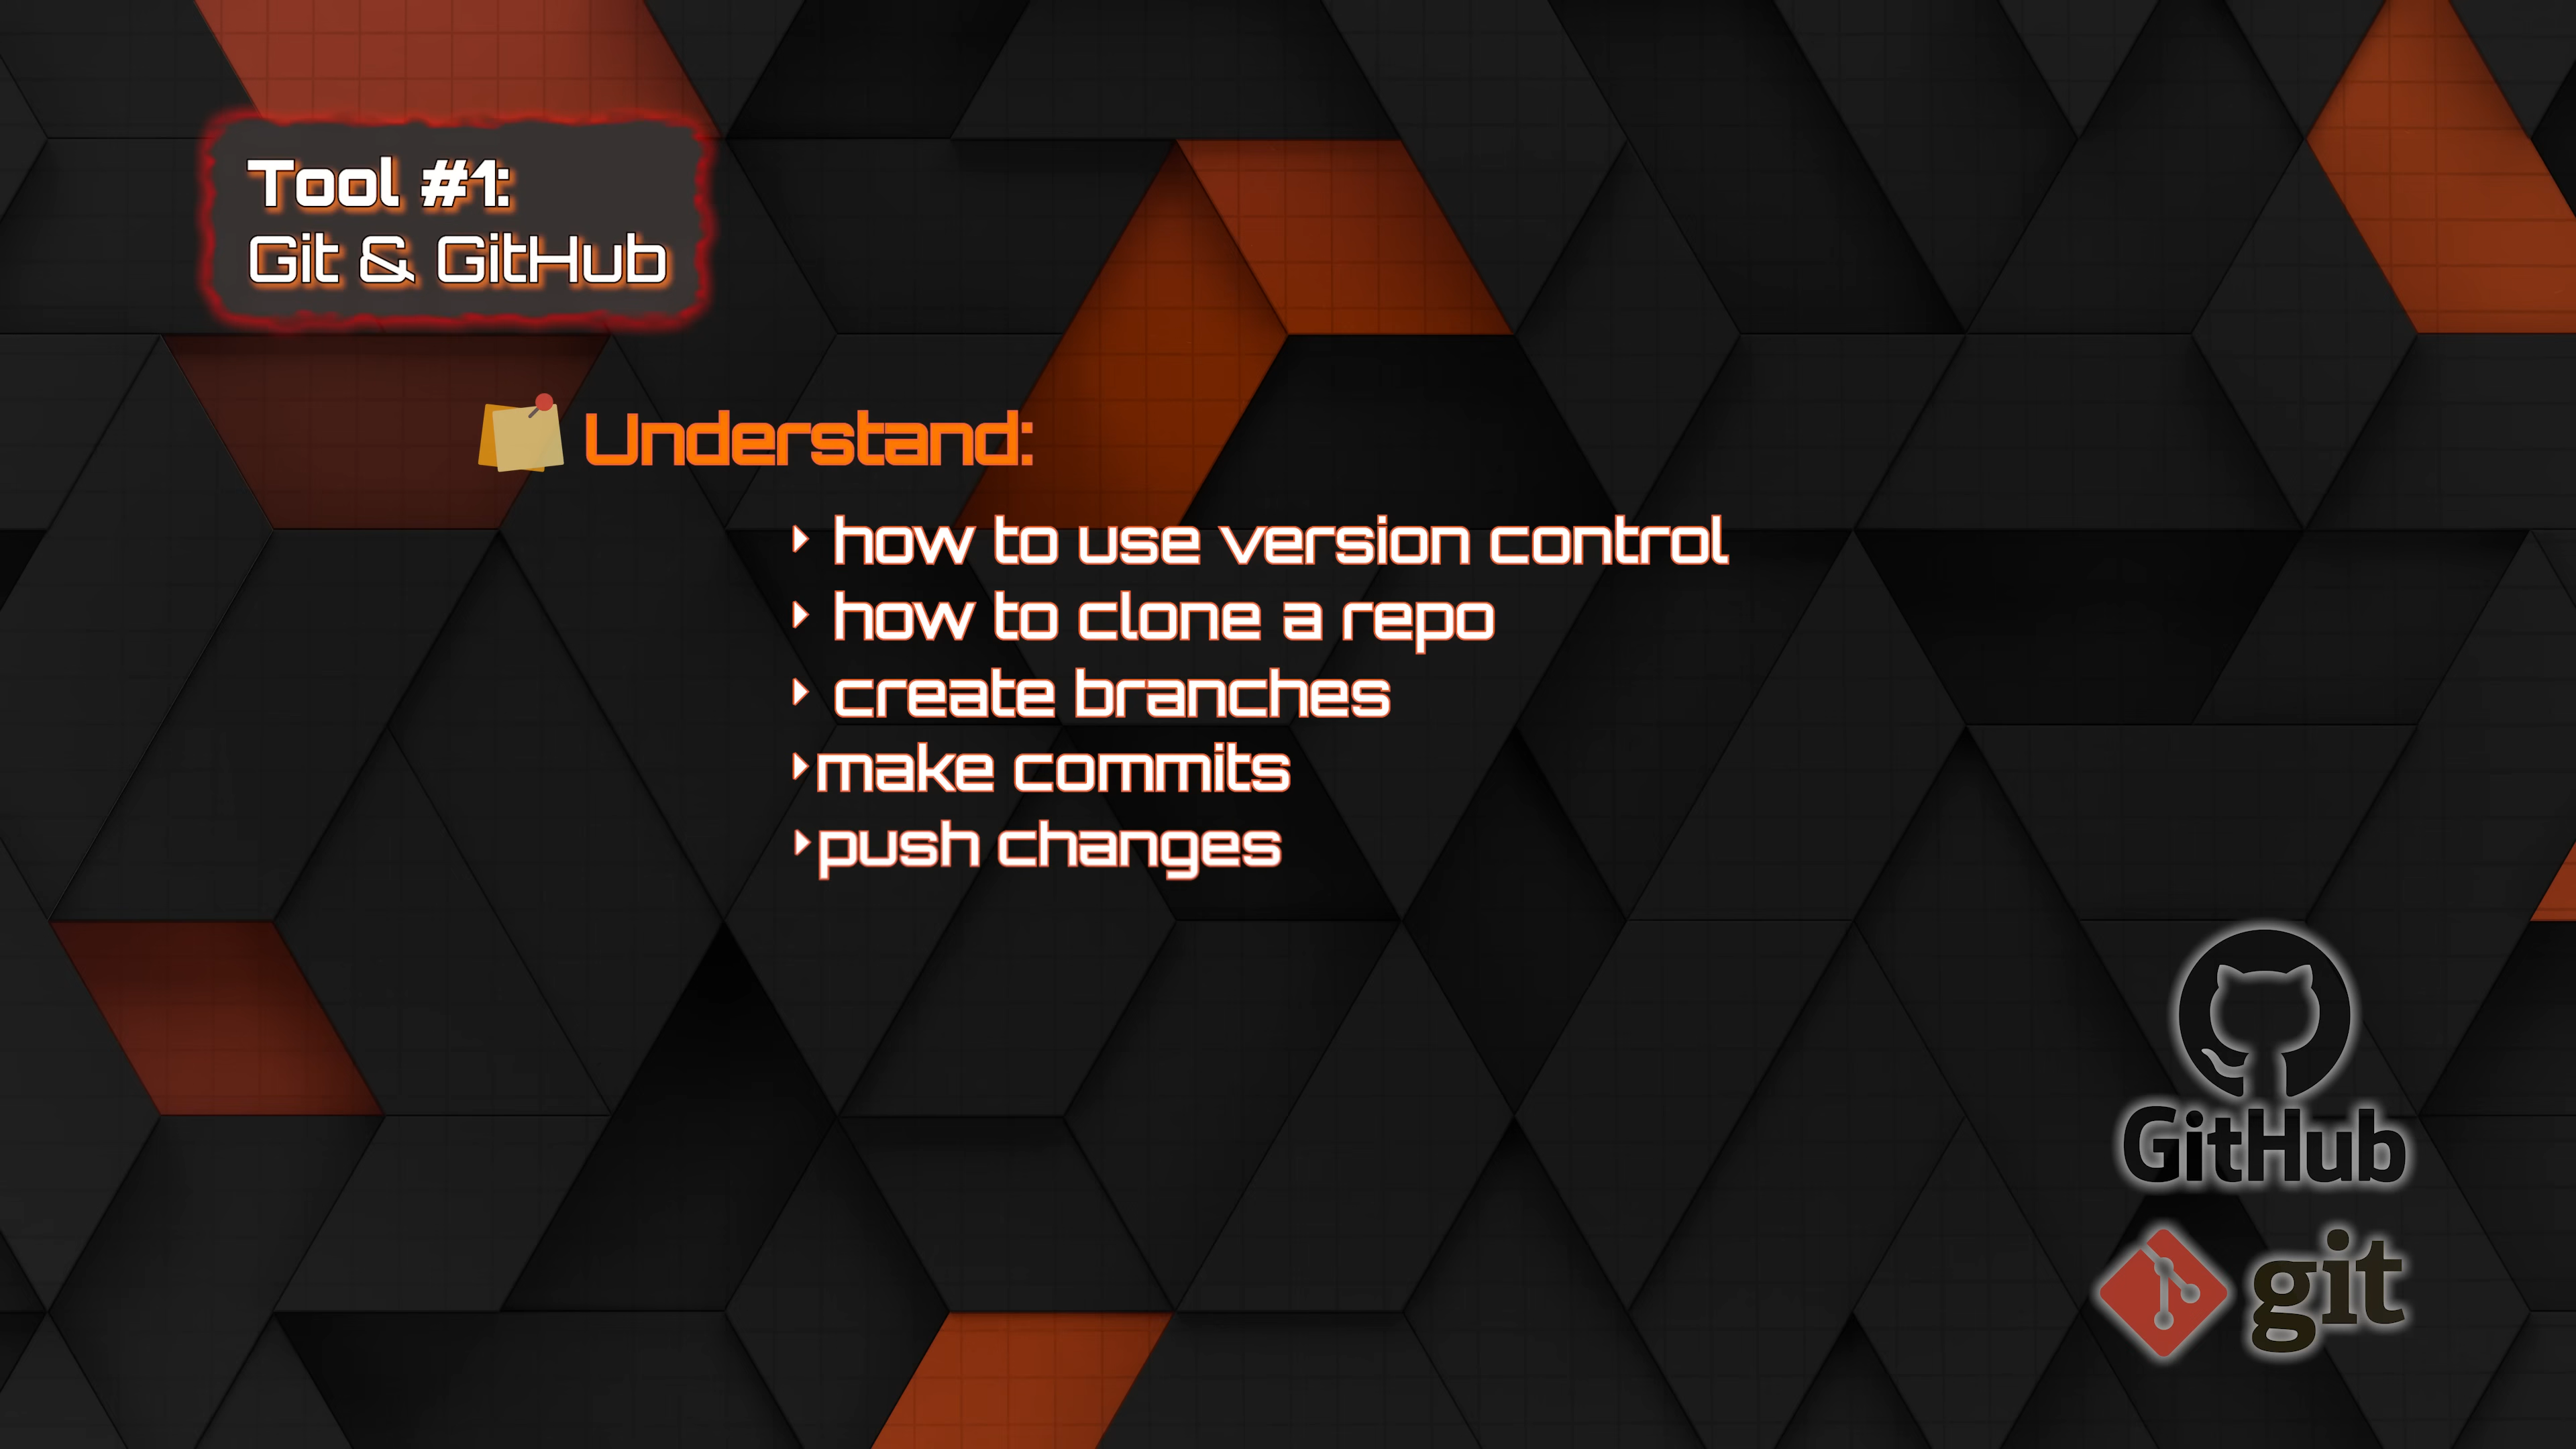 Tool #1:
Git & GitHub
Understand:
how to use version control
how to clone a repo
create branches
make commits
push changes
GitHub
git